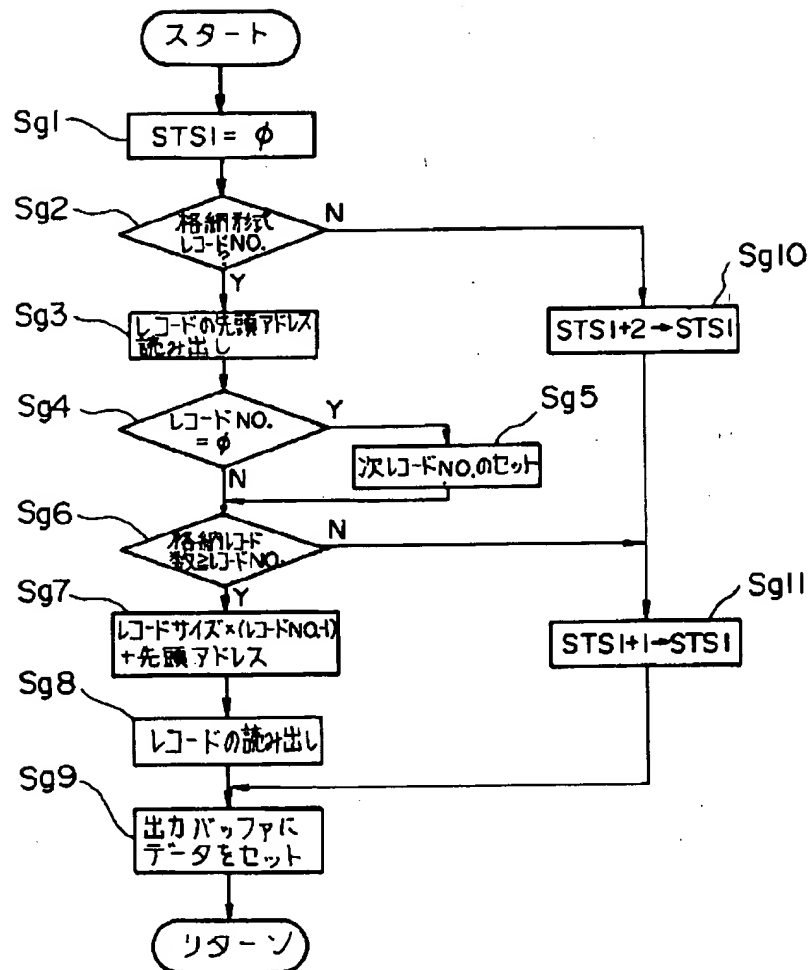 スタート
Sg1
STS1 = φ
Sg2
格納形式
レコードNO.
?
N
Y
Sg3
レコードの先頭アドレス
読み出し
Sg10
STS1+2→STS1
Sg4
レコードNO.
= φ
Y
N
Sg5
次レコードNO.のセット
Sg6
格納レコード
数≧レコードNO.
N
Y
Sg7
レコードサイズ×(レコードNO.-1)
+先頭アドレス
Sg11
STS1+1→STS1
Sg8
レコードの読み出し
Sg9
出力バッファに
データをセット
リターン